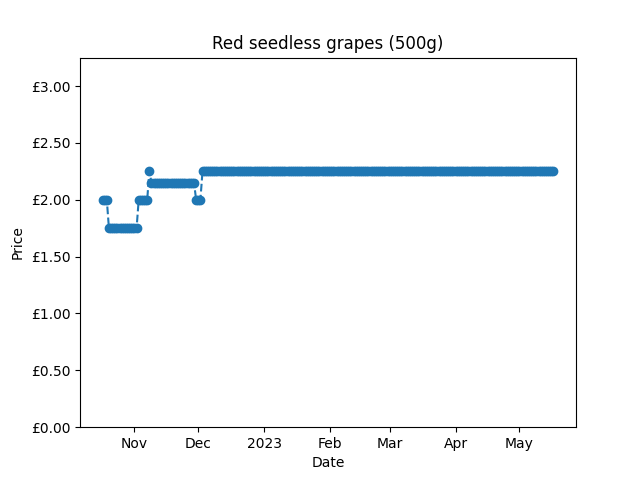 Red seedless grapes (500g)
£3.00
£2.50
£2.00
£1.50
£1.00
£0.50
£0.00
Price
Nov Dec 2023 Feb Mar Apr May
Date